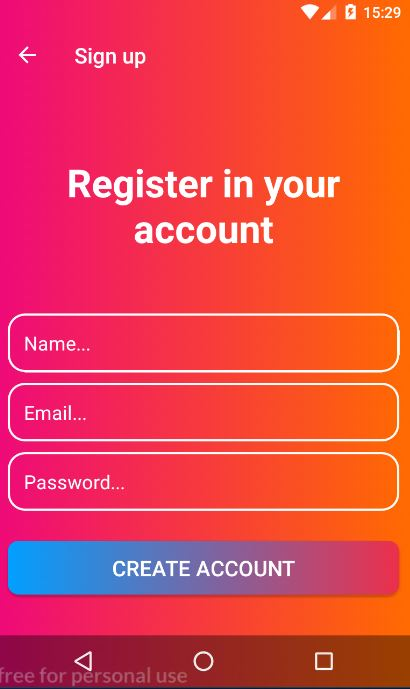 15:29
Sign up
Register in your
account
Name...
Email...
Password...
CREATE ACCOUNT
free for personal use